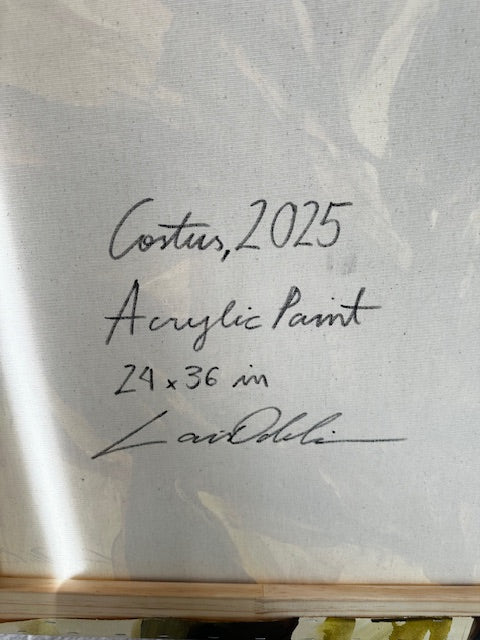 Costus, 2025
Acrylic Paint
24 x 36 in